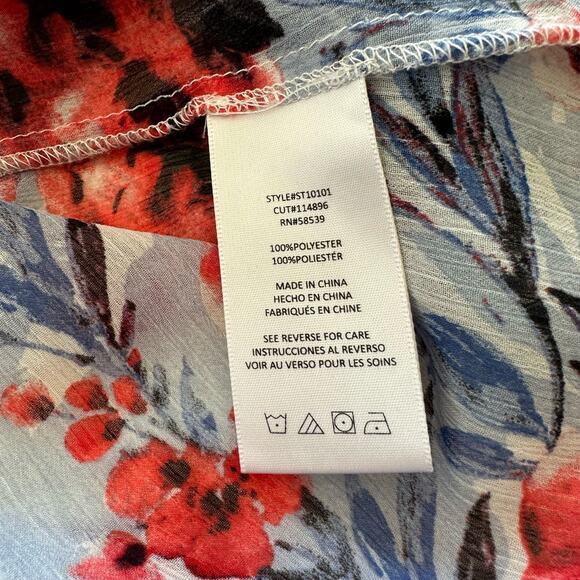 STYLE#ST10101
CUT#114896
RN#58539
100%POLYESTER
100%POLIESTÉR
MADE IN CHINA
HECHO EN CHINA
FABRIQUÉS EN CHINE
SEE REVERSE FOR CARE
INSTRUCCIONES AL REVERSO
VOIR AU VERSO POUR LES SOINS